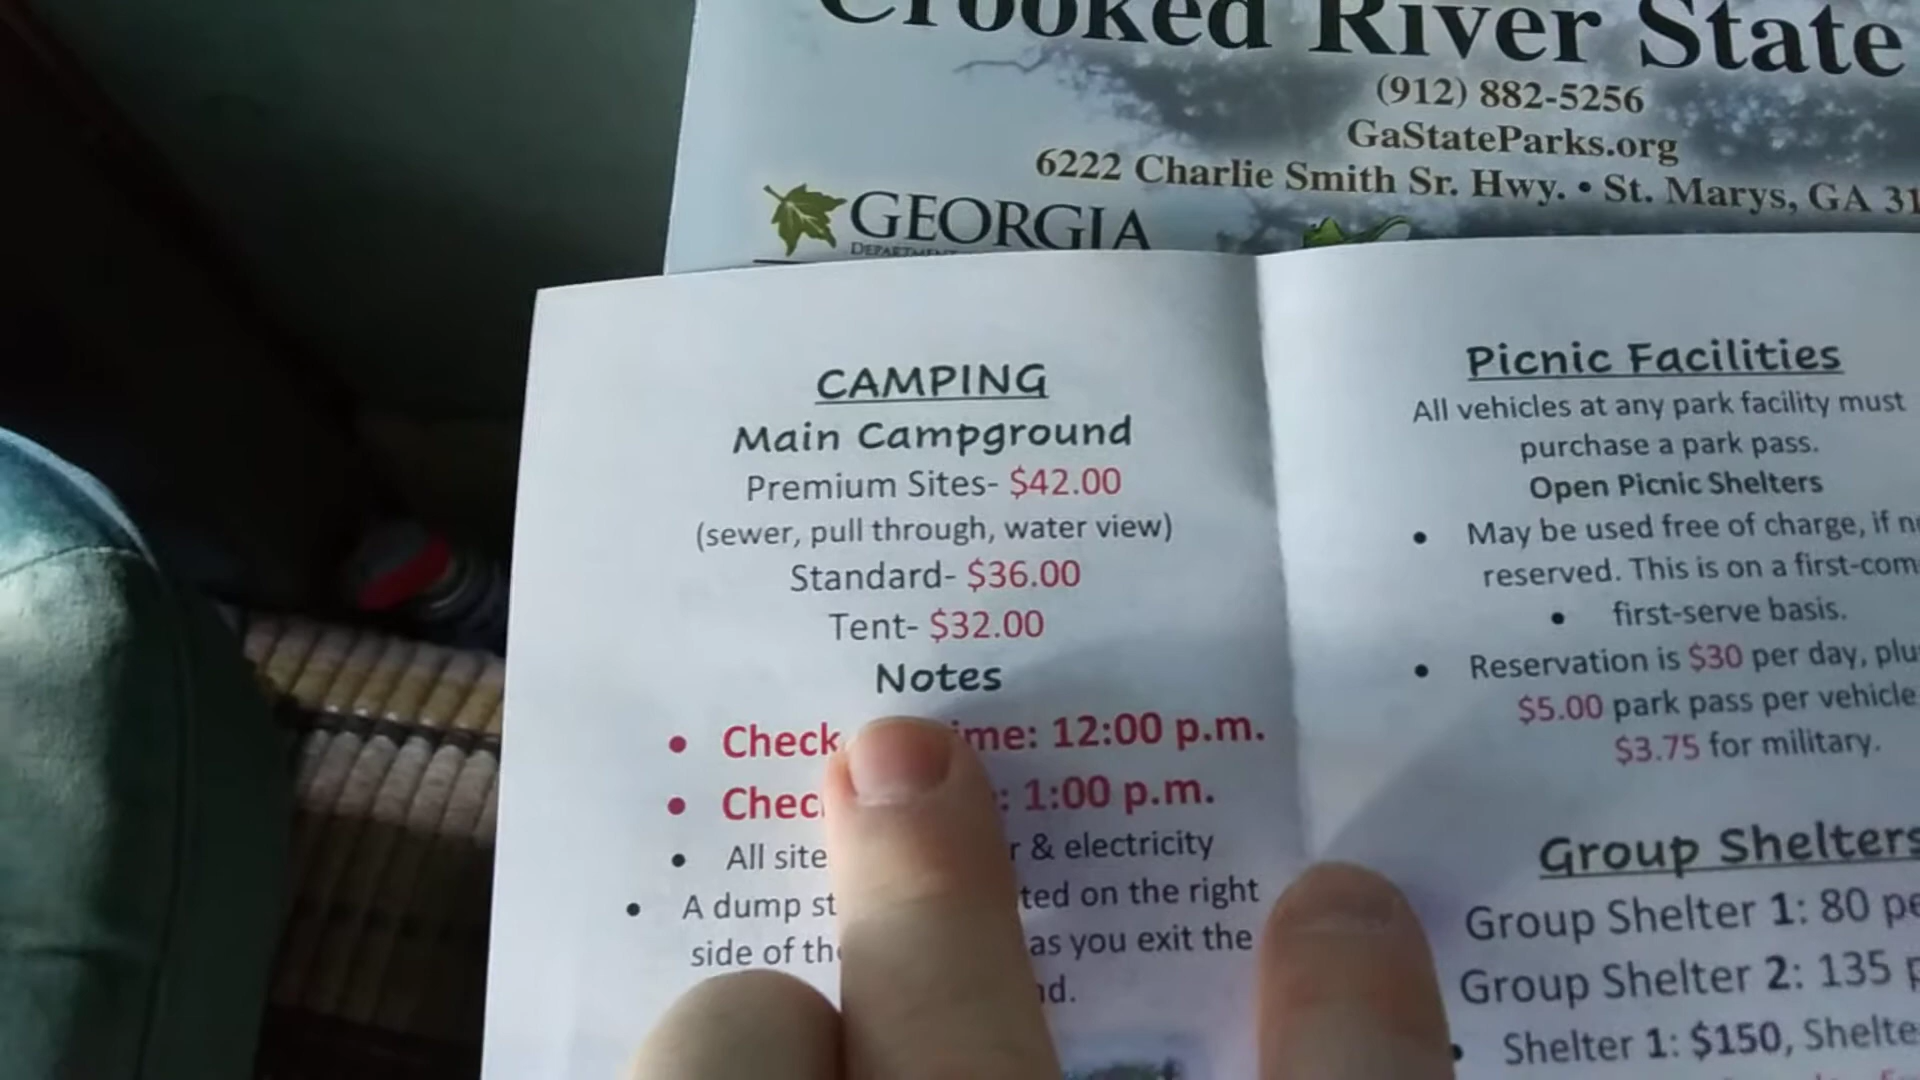 Crooked River State
(912) 882-5256
GaStateParks.org
6222 Charlie Smith Sr. Hwy. • St. Marys, GA 31
GEORGIA
DEPARTMENT
CAMPING
Main Campground
Premium Sites- $42.00
(sewer, pull through, water view)
Standard- $36.00
Tent- $32.00
Notes
• Check ime: 12:00 p.m.
• Chec : 1:00 p.m.
• All site r & electricity
• A dump st ted on the right
side of the as you exit the
nd.
Picnic Facilities
All vehicles at any park facility must
purchase a park pass.
Open Picnic Shelters
• May be used free of charge, if no
reserved. This is on a first-com
• first-serve basis.
• Reservation is $30 per day, plus
$5.00 park pass per vehicle
$3.75 for military.
Group Shelters
Group Shelter 1: 80 pe
Group Shelter 2: 135 p
• Shelter 1: $150, Shelte